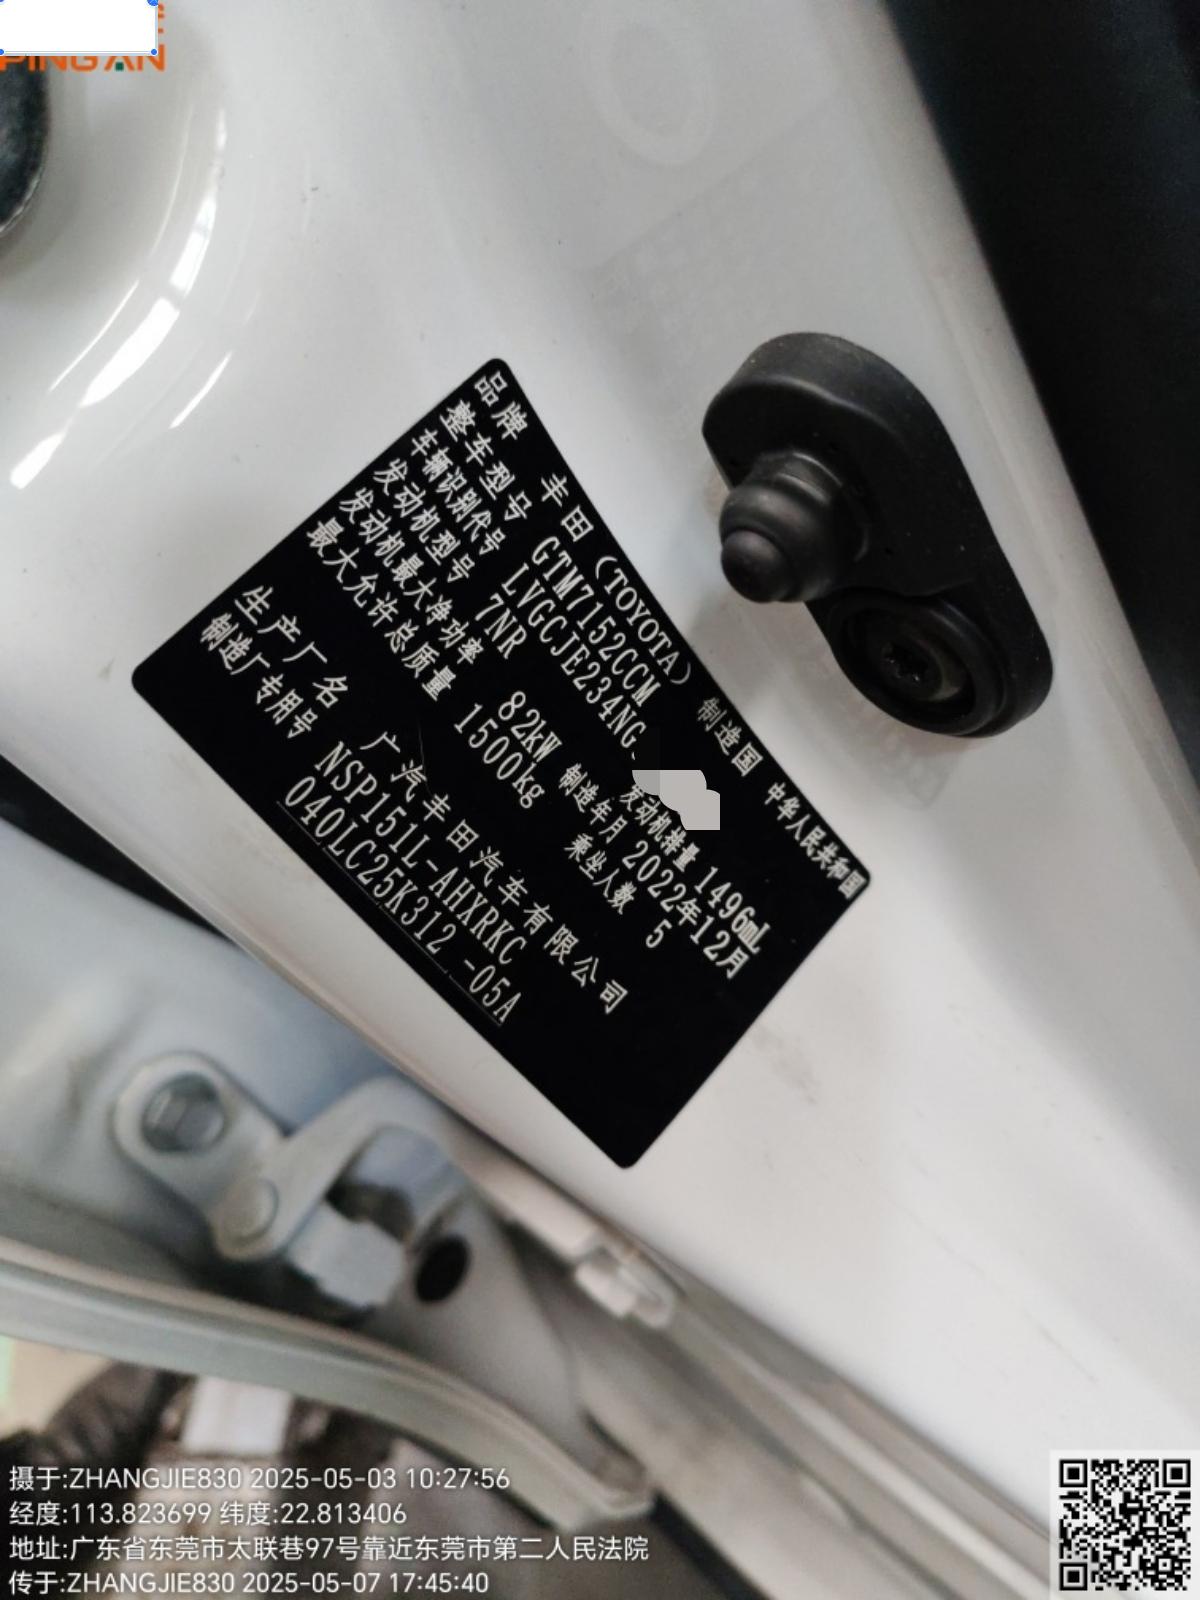 PING AN
品牌 丰田（TOYOTA） 制造国 中华人民共和国
整车型号 GTM7152CCM
车辆识别代号 LVGCJE234NG
发动机型号 7NR 发动机排量 1496mL
发动机最大净功率 82kW 制造年月 2022年12月
最大允许总质量 1500kg 乘坐人数 5
生产厂名 广汽丰田汽车有限公司
制造厂专用号 NSP151L-AHXRKC
040LC25K312 -05A
摄于:ZHANGJIE830 2025-05-03 10:27:56
经度:113.823699 纬度:22.813406
地址:广东省东莞市太联巷97号靠近东莞市第二人民法院
传于:ZHANGJIE830 2025-05-07 17:45:40